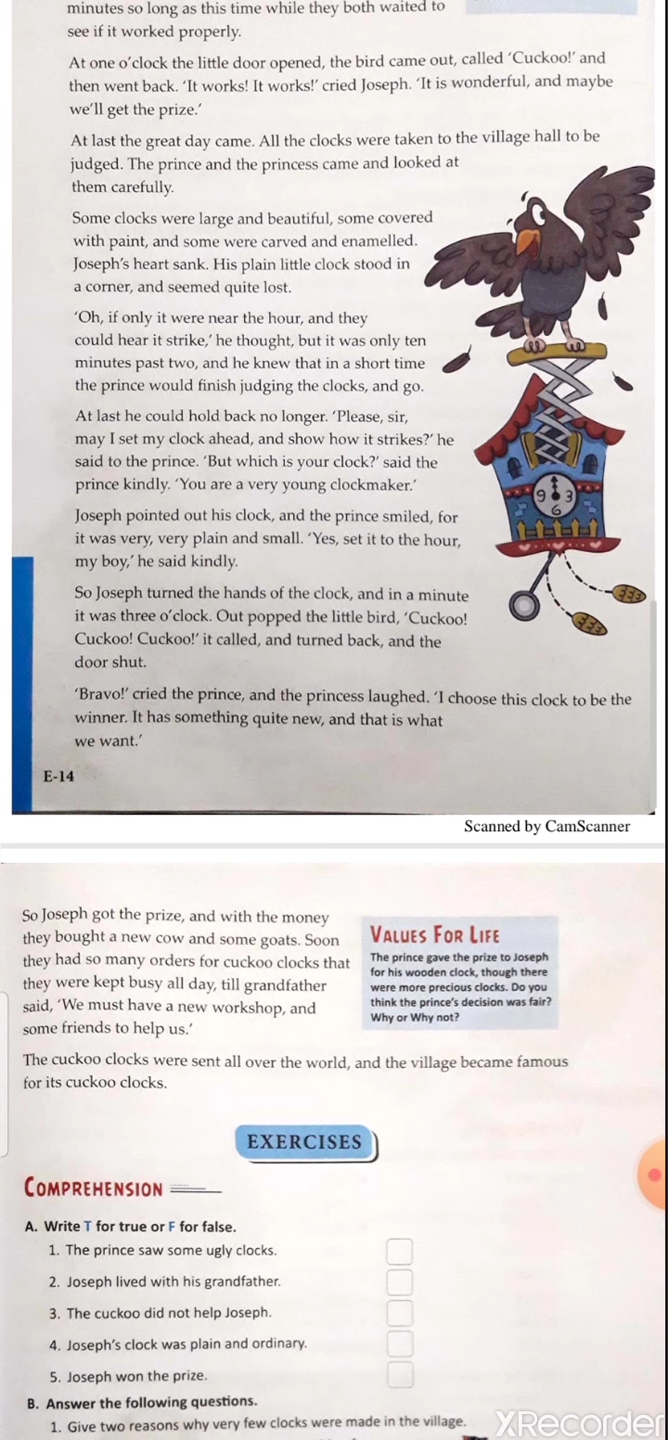 minutes so long as this time while they both waited to
see if it worked properly.
At one o'clock the little door opened, the bird came out, called 'Cuckoo!' and
then went back. 'It works! It works!' cried Joseph. 'It is wonderful, and maybe
we'll get the prize.'
At last the great day came. All the clocks were taken to the village hall to be
judged. The prince and the princess came and looked at
them carefully.
Some clocks were large and beautiful, some covered
with paint, and some were carved and enamelled.
Joseph's heart sank. His plain little clock stood in
a corner, and seemed quite lost.
'Oh, if only it were near the hour, and they
could hear it strike,' he thought, but it was only ten
minutes past two, and he knew that in a short time
the prince would finish judging the clocks, and go.
At last he could hold back no longer. 'Please, sir,
may I set my clock ahead, and show how it strikes?' he
said to the prince. 'But which is your clock?' said the
prince kindly. 'You are a very young clockmaker.'
Joseph pointed out his clock, and the prince smiled, for
it was very, very plain and small. 'Yes, set it to the hour,
my boy,' he said kindly.
So Joseph turned the hands of the clock, and in a minute
it was three o'clock. Out popped the little bird, 'Cuckoo!
Cuckoo! Cuckoo!' it called, and turned back, and the
door shut.
'Bravo!' cried the prince, and the princess laughed. 'I choose this clock to be the
winner. It has something quite new, and that is what
we want.'
9 3
6
E-14
Scanned by CamScanner
So Joseph got the prize, and with the money
they bought a new cow and some goats. Soon
they had so many orders for cuckoo clocks that
they were kept busy all day, till grandfather
said, 'We must have a new workshop, and
some friends to help us.'
VALUES FOR LIFE
The prince gave the prize to Joseph
for his wooden clock, though there
were more precious clocks. Do you
think the prince's decision was fair?
Why or Why not?
The cuckoo clocks were sent all over the world, and the village became famous
for its cuckoo clocks.
EXERCISES
COMPREHENSION
A. Write T for true or F for false.
1. The prince saw some ugly clocks.
2. Joseph lived with his grandfather.
3. The cuckoo did not help Joseph.
4. Joseph's clock was plain and ordinary.
5. Joseph won the prize.
B. Answer the following questions.
1. Give two reasons why very few clocks were made in the village.
XRecorder